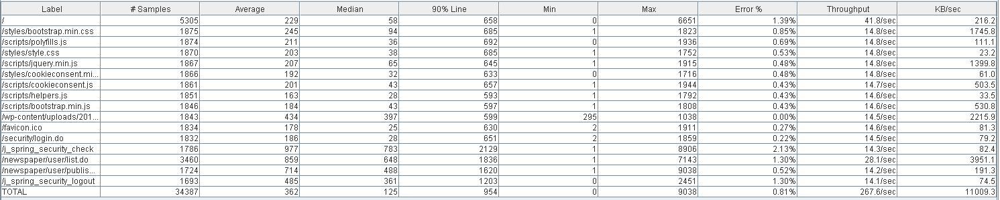 Label # Samples Average Median 90% Line Min Max Error % Throughput KB/sec
/ 5305 229 58 658 0 6651 1.39% 41.8/sec 216.2
/styles/bootstrap.min.css 1875 245 94 685 1 1823 0.85% 14.8/sec 1745.8
/scripts/polyfills.js 1874 211 36 692 0 1936 0.69% 14.8/sec 111.1
/styles/style.css 1870 203 38 685 1 1752 0.53% 14.8/sec 23.2
/scripts/jquery.min.js 1867 207 65 645 1 1915 0.48% 14.8/sec 1399.8
/styles/cookieconsent.mi... 1866 192 32 633 0 1716 0.48% 14.8/sec 61.0
/scripts/cookieconsent.js 1861 201 43 657 1 1944 0.43% 14.7/sec 503.5
/scripts/helpers.js 1851 163 28 593 1 1792 0.43% 14.6/sec 33.5
/scripts/bootstrap.min.js 1846 184 43 597 1 1808 0.43% 14.6/sec 530.8
/wp-content/uploads/201... 1843 434 397 599 295 1038 0.00% 14.5/sec 2215.9
/favicon.ico 1834 178 25 630 2 1911 0.27% 14.6/sec 81.3
/security/login.do 1832 186 28 651 2 1859 0.22% 14.5/sec 79.2
/j_spring_security_check 1786 977 783 2129 1 8906 2.13% 14.3/sec 82.4
/newspaper/user/list.do 3460 859 648 1836 1 7143 1.30% 28.1/sec 3951.1
/newspaper/user/publis... 1724 714 488 1620 1 9038 0.52% 14.2/sec 191.3
/j_spring_security_logout 1693 485 361 1203 0 2451 1.30% 14.1/sec 74.5
TOTAL 34387 362 125 954 0 9038 0.81% 267.6/sec 11009.3